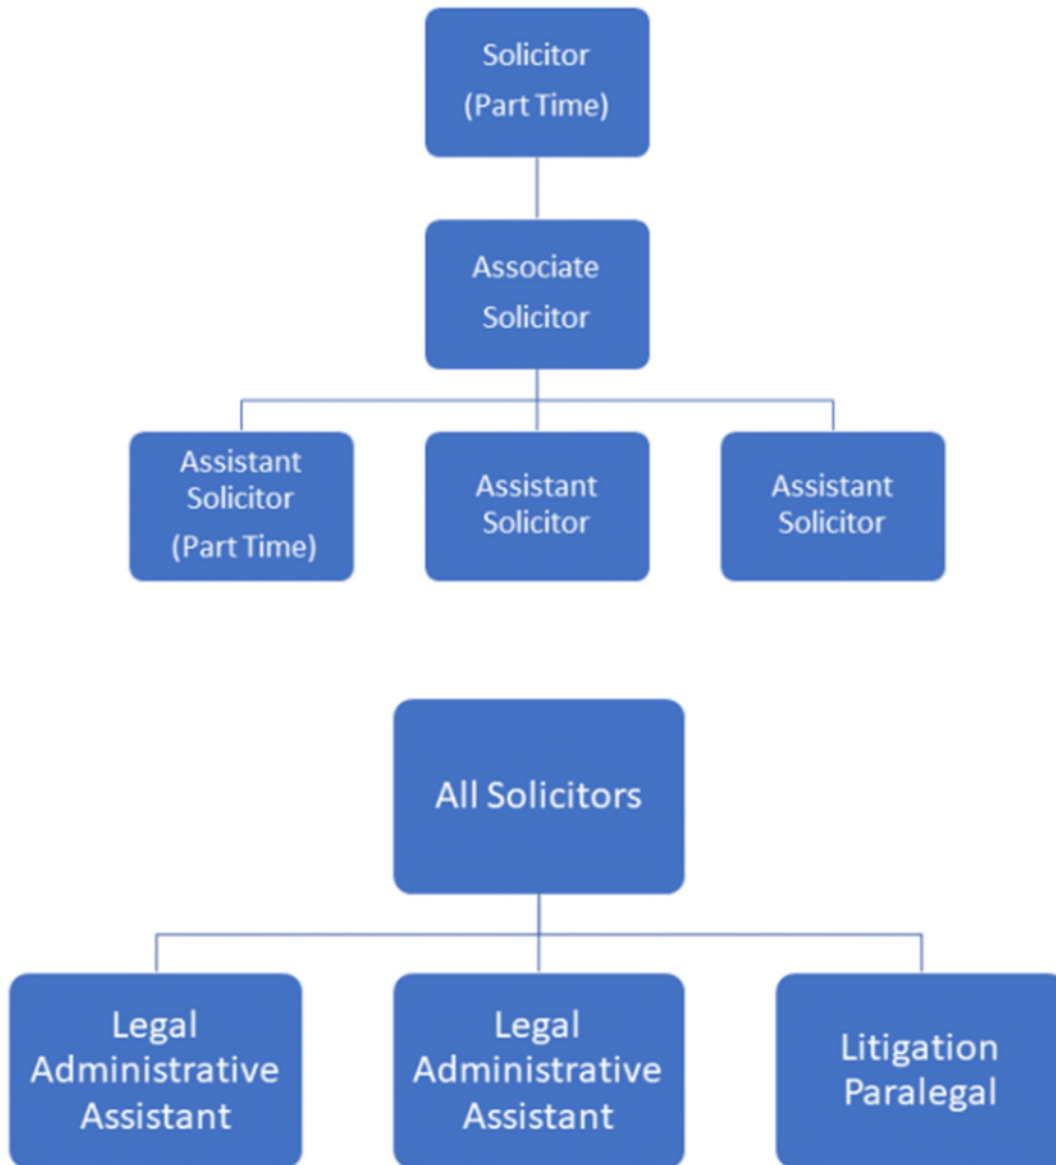 Solicitor
(Part Time)
Associate
Solicitor
Assistant
Solicitor
(Part Time)
Assistant
Solicitor
Assistant
Solicitor
All Solicitors
Legal
Administrative
Assistant
Legal
Administrative
Assistant
Litigation
Paralegal